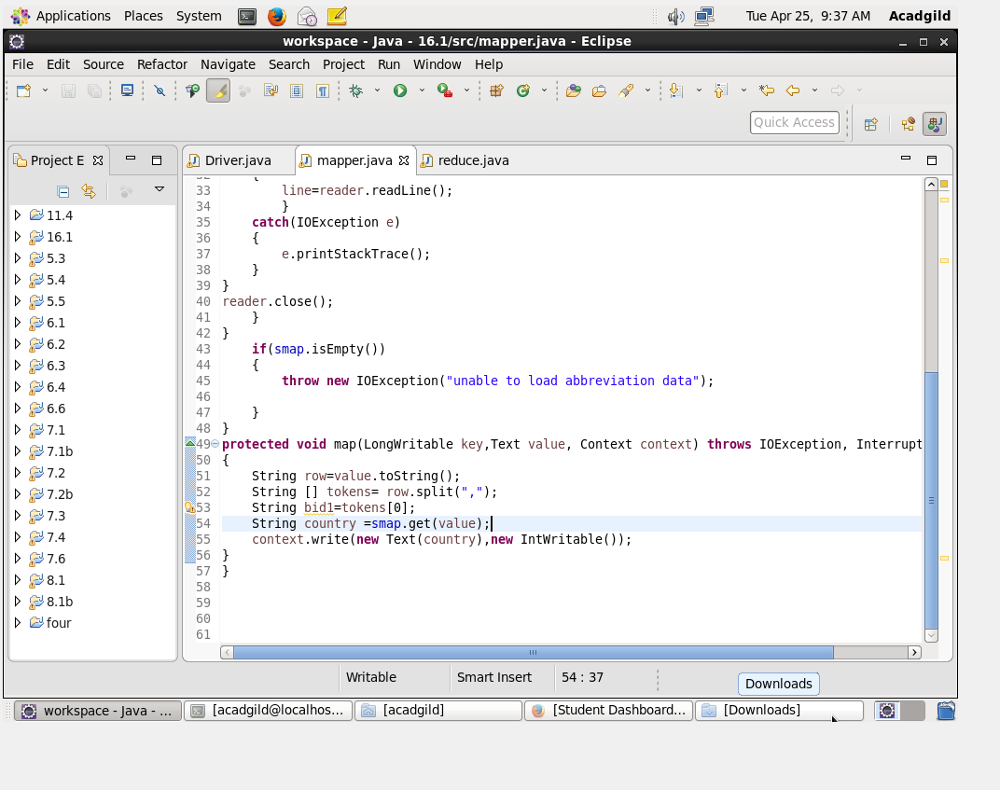 Applications Places System Tue Apr 25, 9:37 AM Acadgild
workspace - Java - 16.1/src/mapper.java - Eclipse
File Edit Source Refactor Navigate Search Project Run Window Help
Quick Access
Project E
Driver.java mapper.java reduce.java
11.4
16.1
5.3
5.4
5.5
6.1
6.2
6.3
6.4
6.6
7.1
7.1b
7.2
7.2b
7.3
7.4
7.6
8.1
8.1b
four
32 {
33 line=reader.readLine();
34 }
35 catch(IOException e)
36 {
37 e.printStackTrace();
38 }
39 }
40 reader.close();
41 }
42 }
43 if(smap.isEmpty())
44 {
45 throw new IOException("unable to load abbreviation data");
46
47 }
48 }
49 protected void map(LongWritable key,Text value, Context context) throws IOException, Interrupt
50 {
51 String row=value.toString();
52 String [] tokens= row.split(",");
53 String bid1=tokens[0];
54 String country =smap.get(value);
55 context.write(new Text(country),new IntWritable());
56 }
57 }
58
59
60
61
Writable Smart Insert 54 : 37
Downloads
workspace - Java - ... [acadgild@localhos... [acadgild] [Student Dashboard... [Downloads]